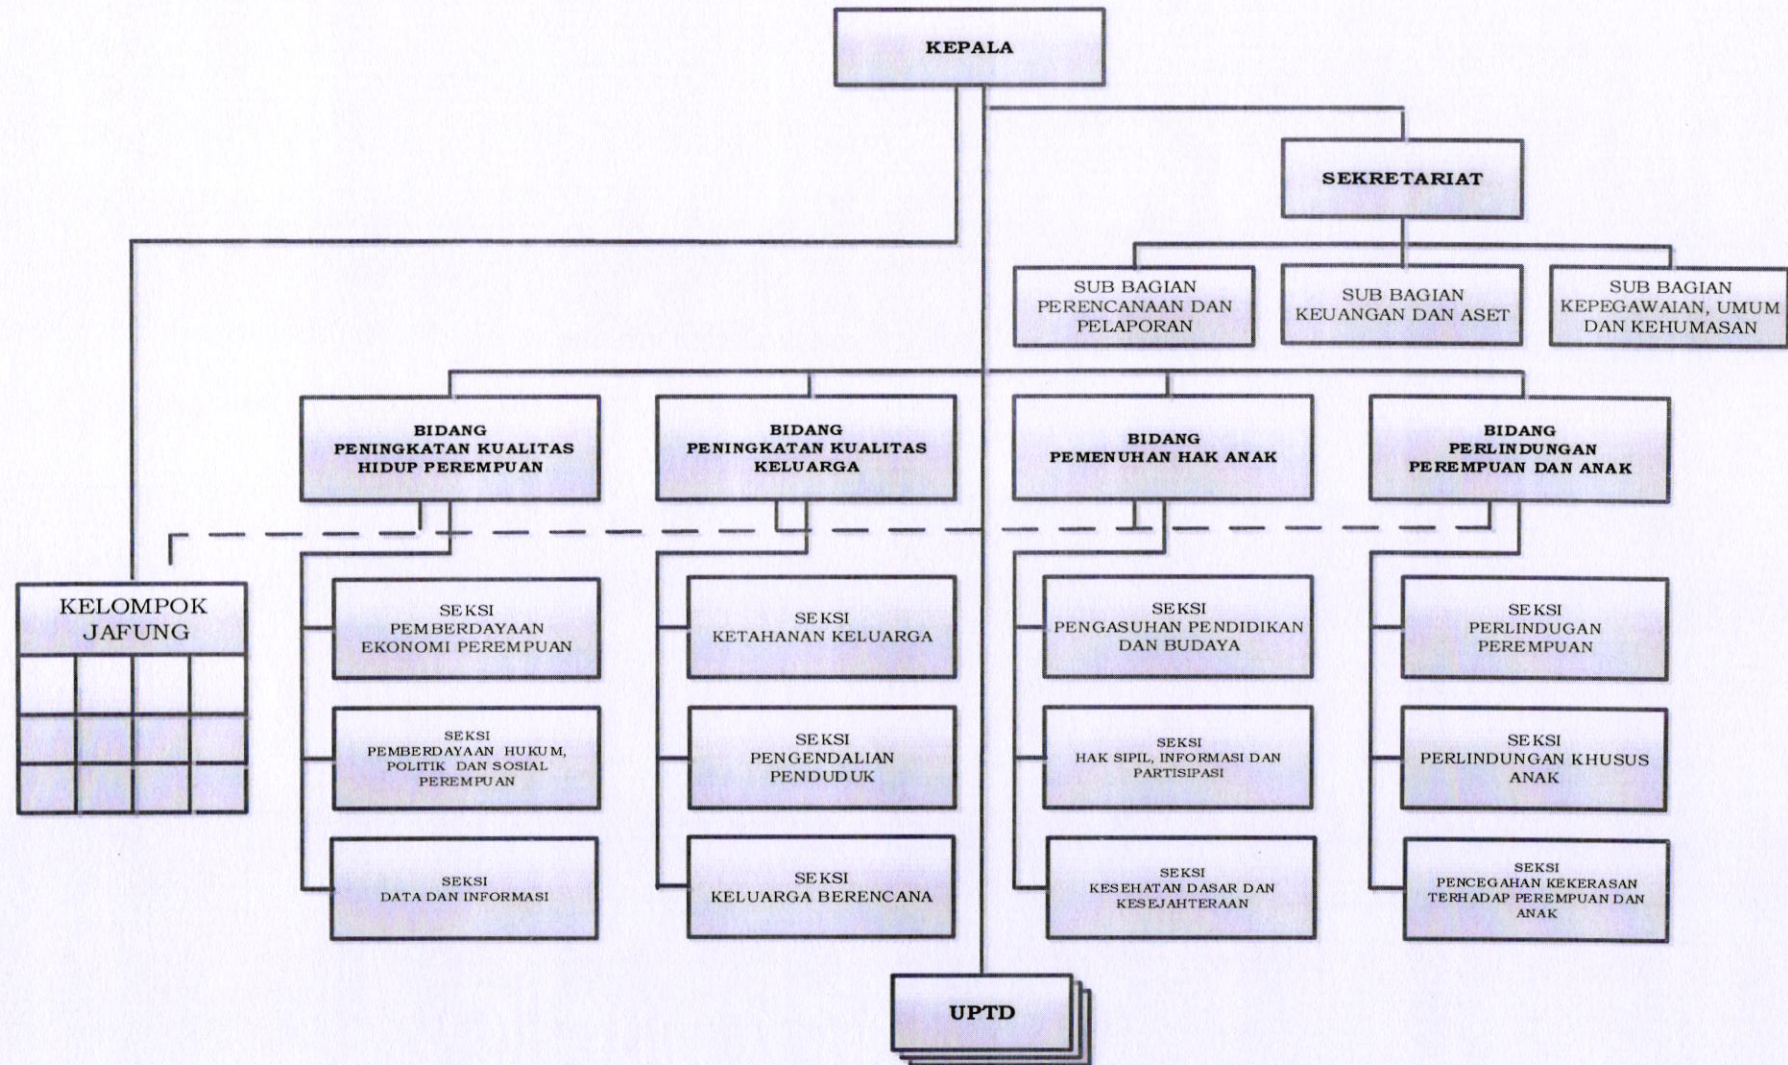 KEPALA
SEKRETARIAT
SUB BAGIAN
PERENCANAAN DAN
PELAPORAN
SUB BAGIAN
KEUANGAN DAN ASET
SUB BAGIAN
KEPEGAWAIAN, UMUM
DAN KEHUMASAN
BIDANG
PENINGKATAN KUALITAS
HIDUP PEREMPUAN
BIDANG
PENINGKATAN KUALITAS
KELUARGA
BIDANG
PEMENUHAN HAK ANAK
BIDANG
PERLINDUNGAN
PEREMPUAN DAN ANAK
KELOMPOK
JAFUNG
SEKSI
PEMBERDAYAAN
EKONOMI PEREMPUAN
SEKSI
KETAHANAN KELUARGA
SEKSI
PENGASUHAN PENDIDIKAN
DAN BUDAYA
SEKSI
PERLINDUGAN
PEREMPUAN
SEKSI
PEMBERDAYAAN HUKUM,
POLITIK DAN SOSIAL
PEREMPUAN
SEKSI
PENGENDALIAN
PENDUDUK
SEKSI
HAK SIPIL, INFORMASI DAN
PARTISIPASI
SEKSI
PERLINDUNGAN KHUSUS
ANAK
SEKSI
DATA DAN INFORMASI
SEKSI
KELUARGA BERENCANA
SEKSI
KESEHATAN DASAR DAN
KESEJAHTERAAN
SEKSI
PENCEGAHAN KEKERASAN
TERHADAP PEREMPUAN DAN
ANAK
UPTD